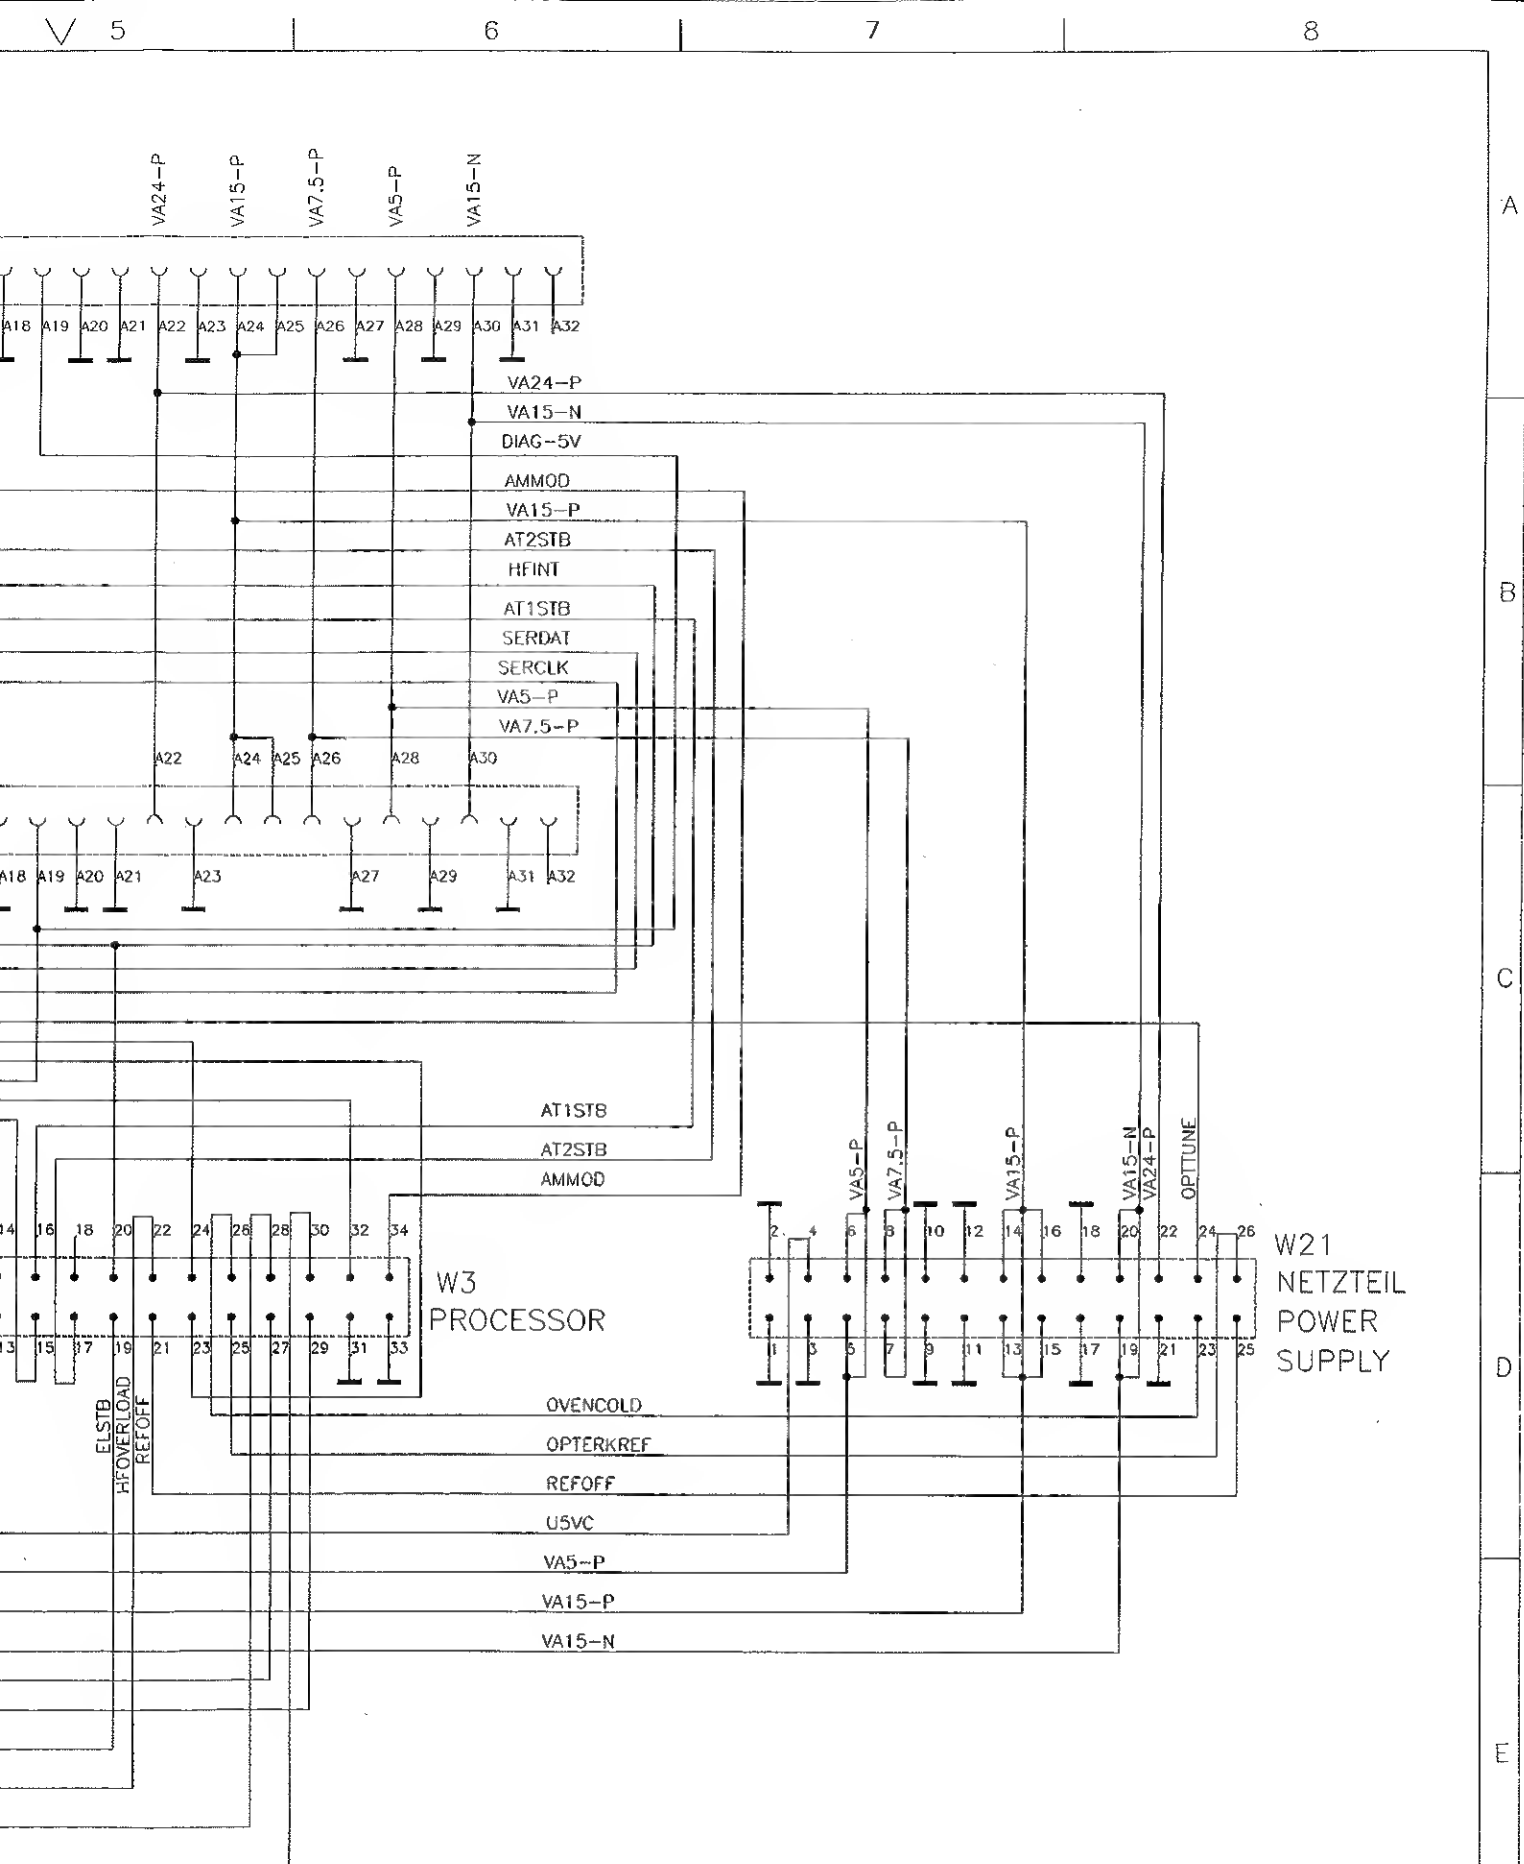 5 6 7 8
A
VA24-P VA15-P VA7.5-P VA5-P VA15-N
A18 A19 A20 A21 A22 A23 A24 A25 A26 A27 A28 A29 A30 A31 A32
VA24-P
VA15-N
DIAG-5V
AMMOD
VA15-P
AT2STB
HFINT
B
AT1STB
SERDAT
SERCLK
VA5-P
VA7.5-P
A22 A24 A25 A26 A28 A30
A18 A19 A20 A21 A23 A27 A29 A31 A32
C
AT1STB
AT2STB
AMMOD
VA5-P VA7.5-P VA15-P VA15-N VA24-P OPTTUNE
14 16 18 20 22 24 26 28 30 32 34
2 4 6 8 10 12 14 16 18 20 22 24 26
W3
PROCESSOR
W21
NETZTEIL
POWER
SUPPLY
13 15 17 19 21 23 25 27 29 31 33
1 3 5 7 9 11 13 15 17 19 21 23 25
D
ELSTB HFOVERLOAD REFOFF
OVENCOLD
OPTERKREF
REFOFF
U5VC
VA5-P
VA15-P
VA15-N
E